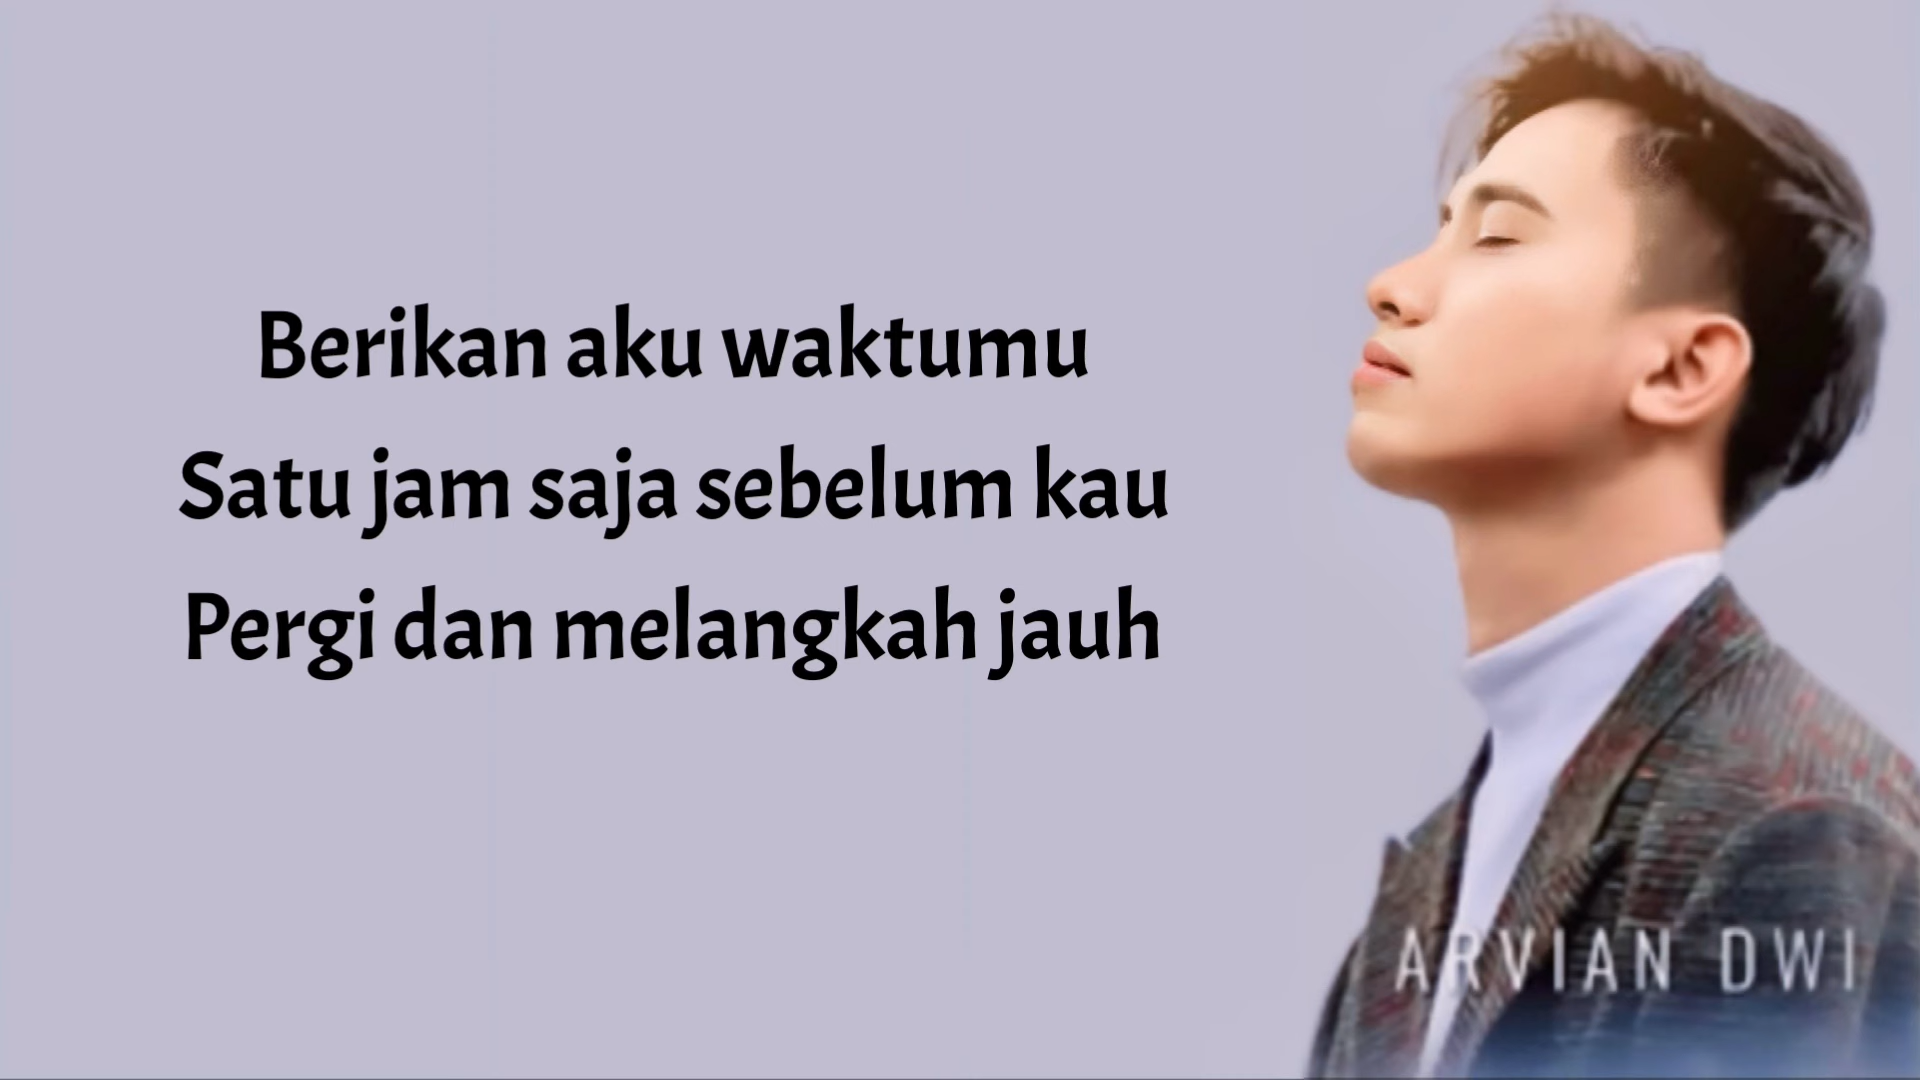 Berikan aku waktumu
Satu jam saja sebelum kau
Pergi dan melangkah jauh
ARVIAN DWI